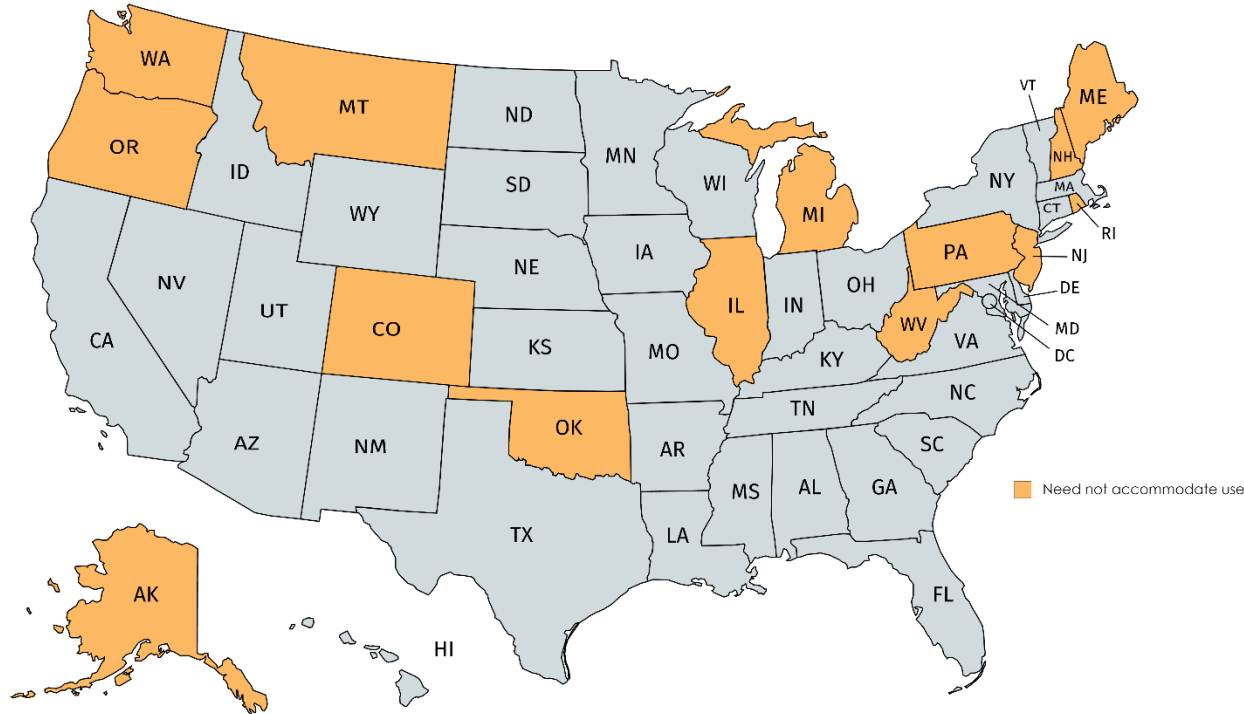 WA
MT
ND
MN
VT
ME
OR
ID
SD
WI
NH
WY
NY
MA
MI
CT
RI
IA
NE
PA
NJ
NV
UT
CO
IL
IN
OH
DE
CA
KS
MO
WV
VA
MD
DC
KY
NC
TN
AZ
NM
OK
AR
SC
MS
AL
GA
Need not accommodate use
TX
LA
AK
FL
HI